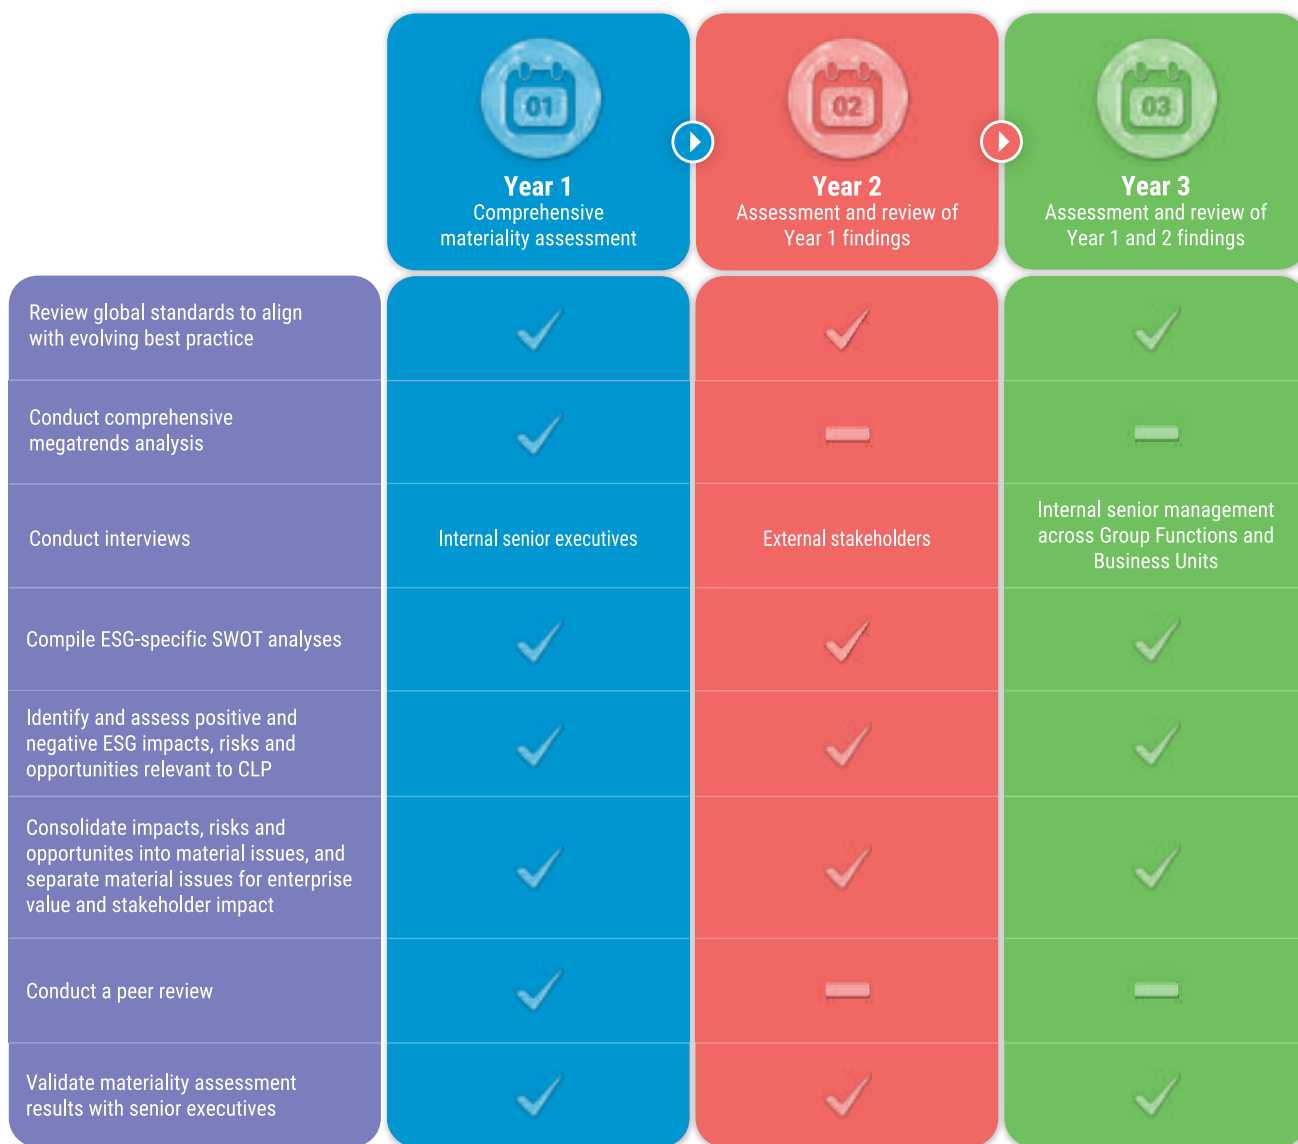 01
02
03
Year 1
Comprehensive
materiality assessment
Year 2
Assessment and review of
Year 1 findings
Year 3
Assessment and review of
Year 1 and 2 findings
Review global standards to align
with evolving best practice
Conduct comprehensive
megatrends analysis
Conduct interviews
Internal senior executives
External stakeholders
Internal senior management
across Group Functions and
Business Units
Compile ESG-specific SWOT analyses
Identify and assess positive and
negative ESG impacts, risks and
opportunities relevant to CLP
Consolidate impacts, risks and
opportunites into material issues, and
separate material issues for enterprise
value and stakeholder impact
Conduct a peer review
Validate materiality assessment
results with senior executives